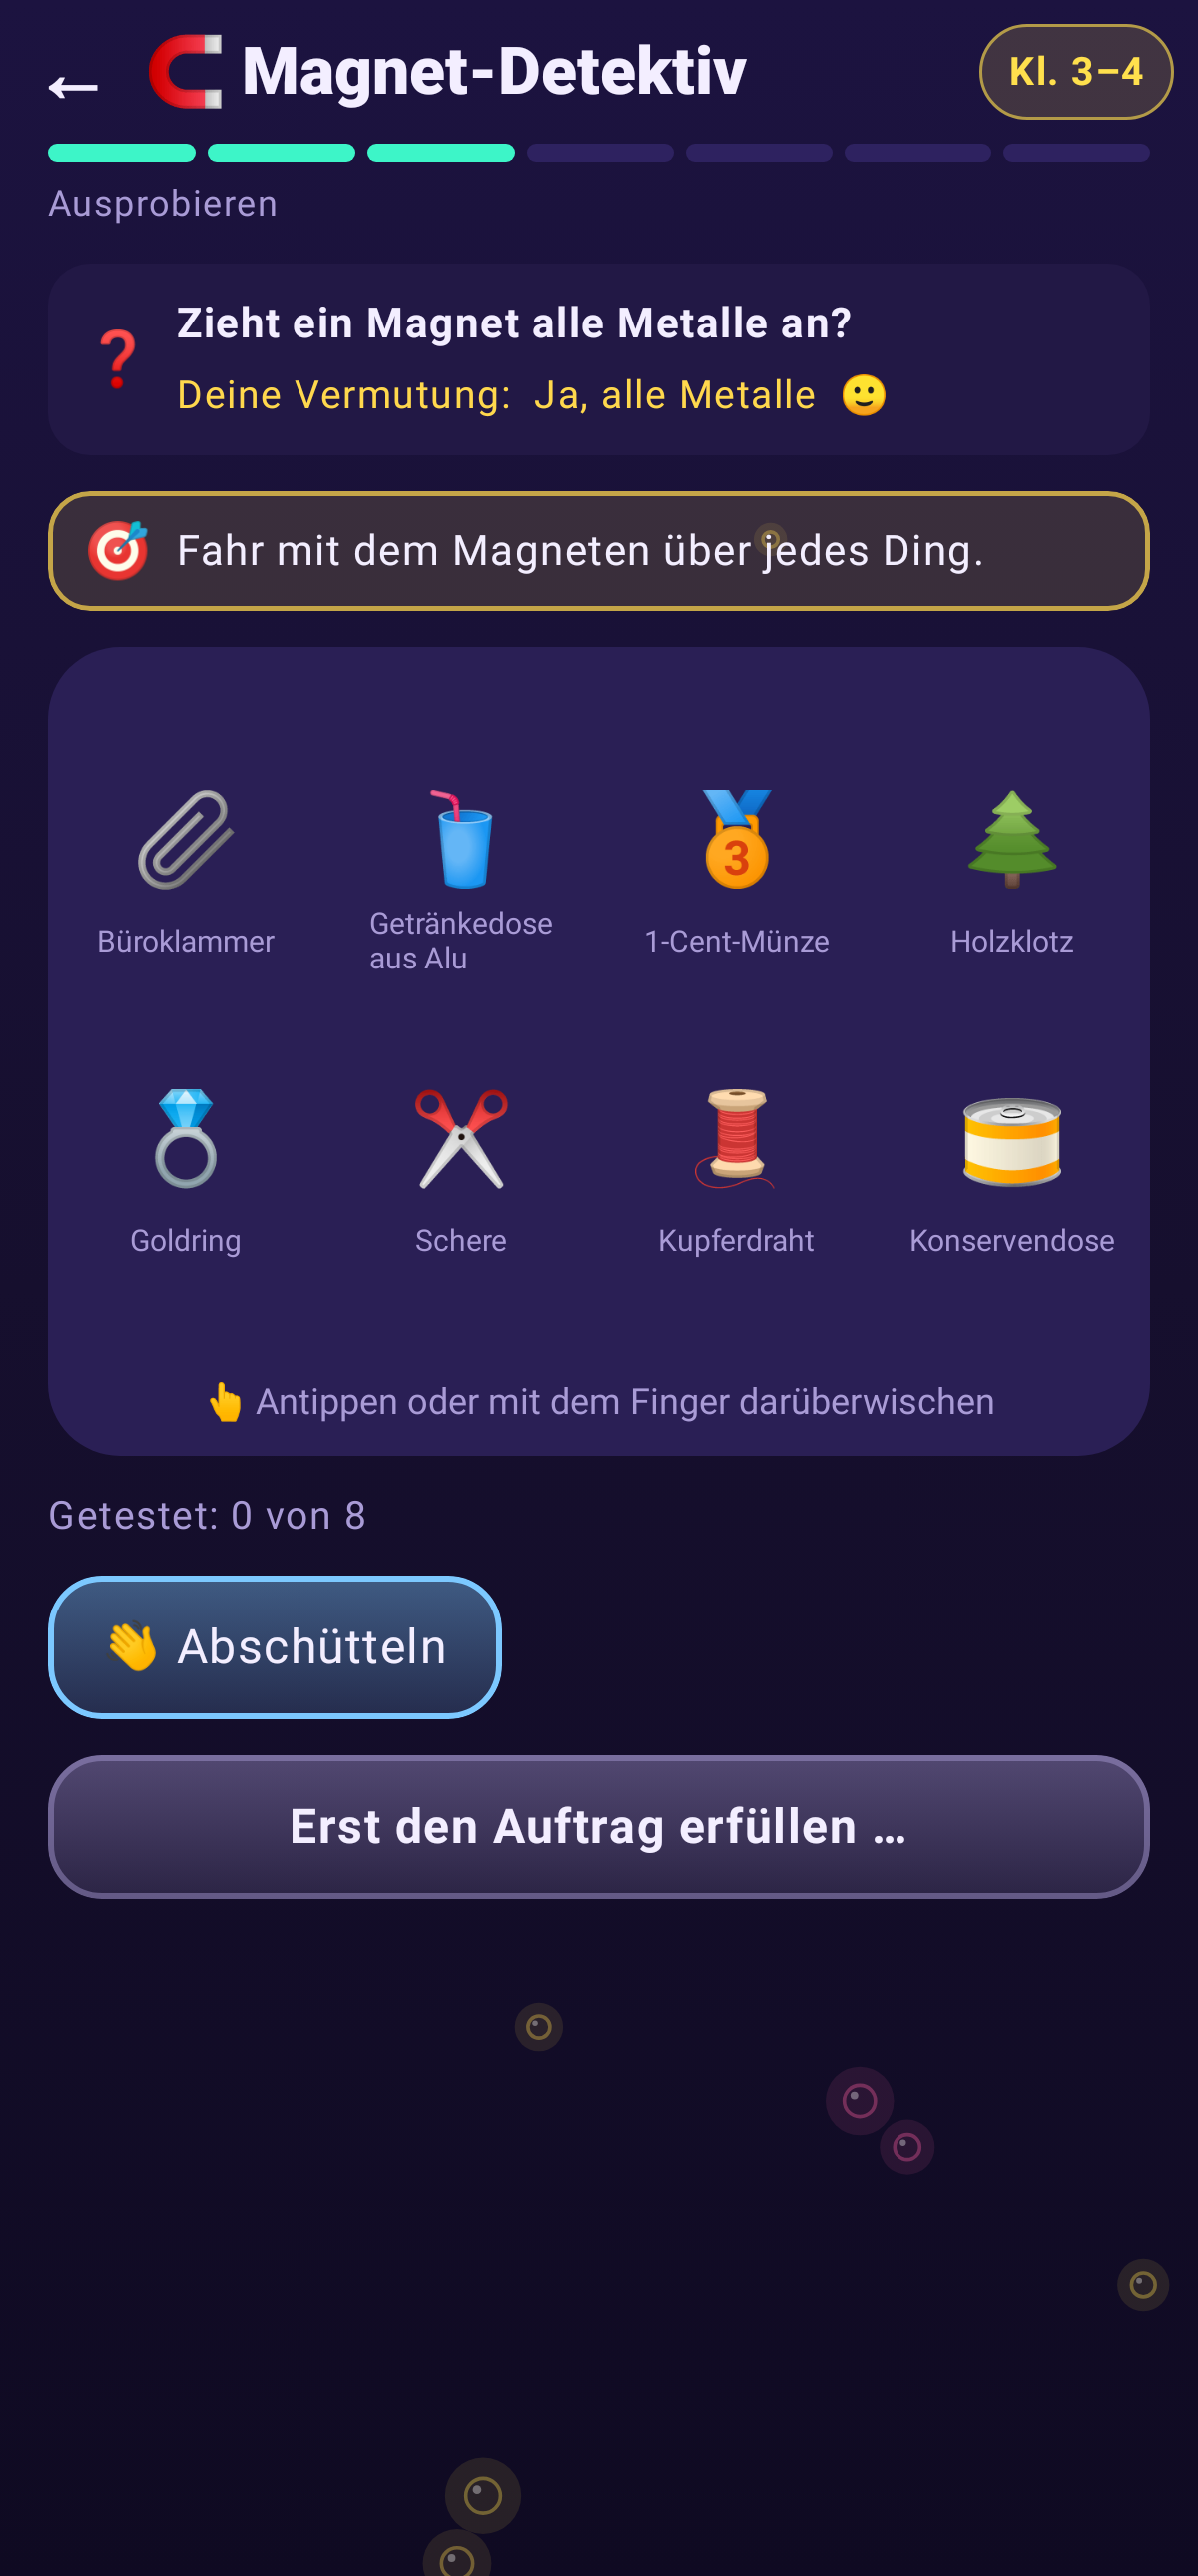 ← Magnet-Detektiv
Kl. 3–4
Ausprobieren
❓ Zieht ein Magnet alle Metalle an?
Deine Vermutung: Ja, alle Metalle 🙂
🎯 Fahr mit dem Magneten über jedes Ding.
3
Büroklammer
Getränkedose
aus Alu
1-Cent-Münze
Holzklotz
Goldring
Schere
Kupferdraht
Konservendose
👆 Antippen oder mit dem Finger darüberwischen
Getestet: 0 von 8
👋 Abschütteln
Erst den Auftrag erfüllen …